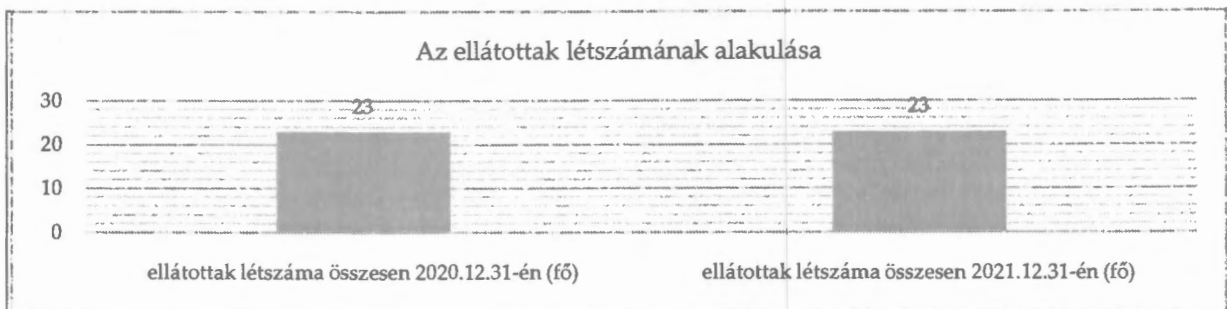 Az ellátottak létszámának alakulása
30
23
23
20
10
0
ellátottak létszáma összesen 2020.12.31-én (fő)
ellátottak létszáma összesen 2021.12.31-én (fő)